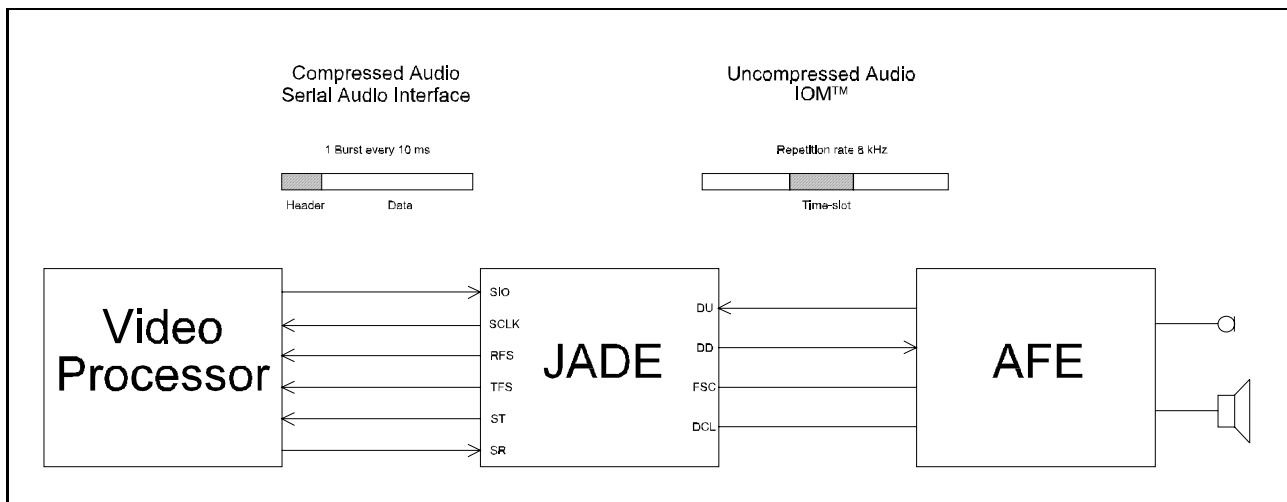 Compressed Audio
Serial Audio Interface
Uncompressed Audio
IOM™
1 Burst every 10 ms
Repetition rate 8 kHz
Header
Data
Time-slot
Video
Processor
SIO
SCLK
RFS
TFS
ST
SR
JADE
DU
DD
FSC
DCL
AFE